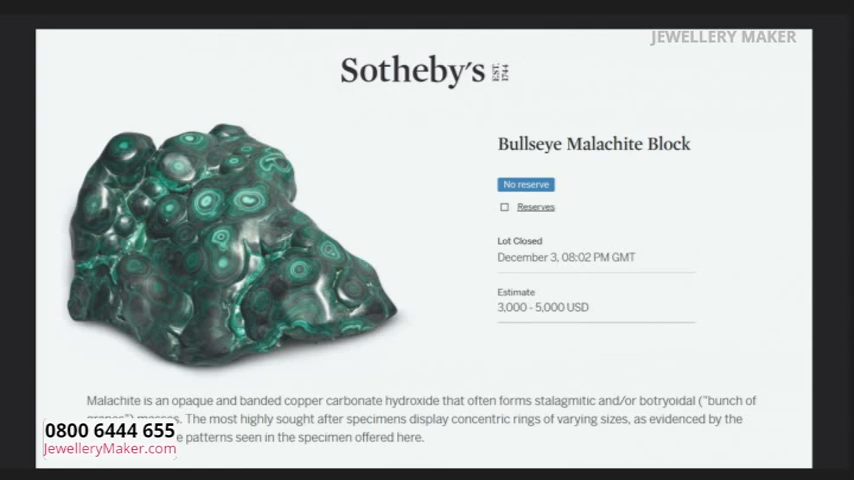 JEWELLERY MAKER
Sotheby's EST. 1744
Bullseye Malachite Block
No reserve
Reserves
Lot Closed
December 3, 08:02 PM GMT
Estimate
3,000 - 5,000 USD
Malachite is an opaque and banded copper carbonate hydroxide that often forms stalagmitic and/or botryoidal ("bunch of
masses. The most highly sought after specimens display concentric rings of varying sizes, as evidenced by the
patterns seen in the specimen offered here.
0800 6444 655
JewelleryMaker.com